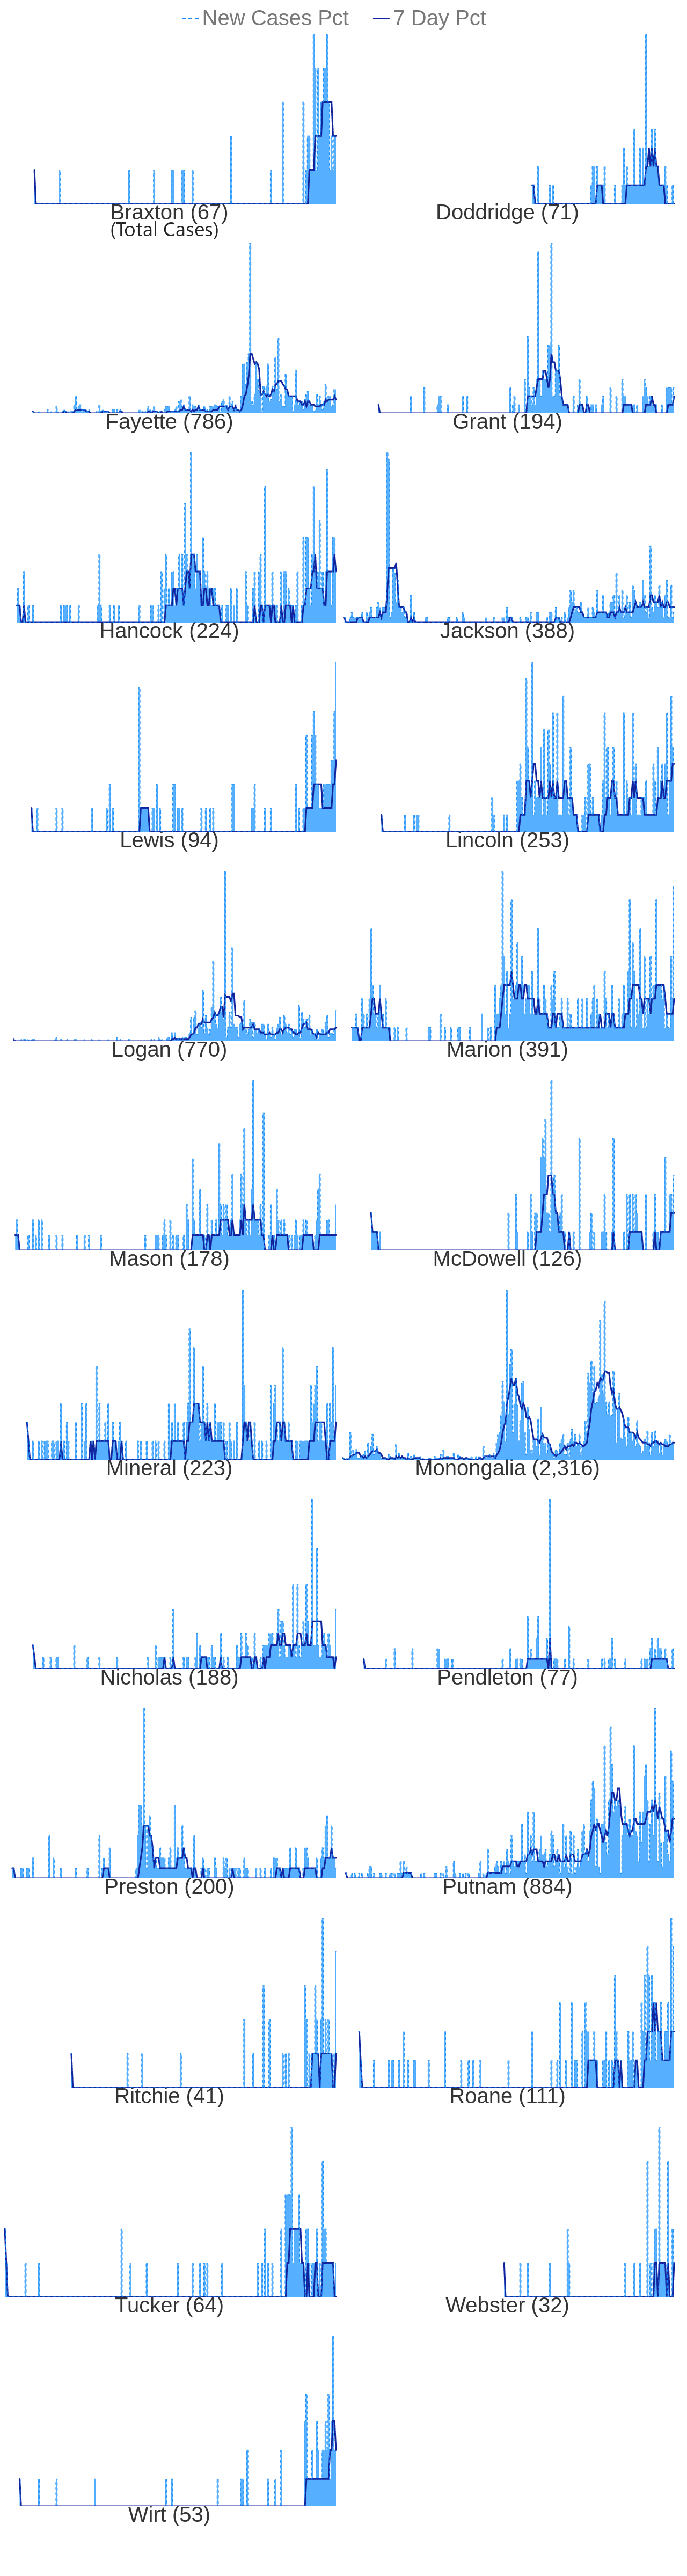 New Cases Pct 7 Day Pct
Braxton (67) Doddridge (71)
(Total Cases)
Fayette (786) Grant (194)
Hancock (224) Jackson (388)
Lewis (94) Lincoln (253)
Logan (770) Marion (391)
Mason (178) McDowell (126)
Mineral (223) Monongalia (2,316)
Nicholas (188) Pendleton (77)
Preston (200) Putnam (884)
Ritchie (41) Roane (111)
Tucker (64) Webster (32)
Wirt (53)